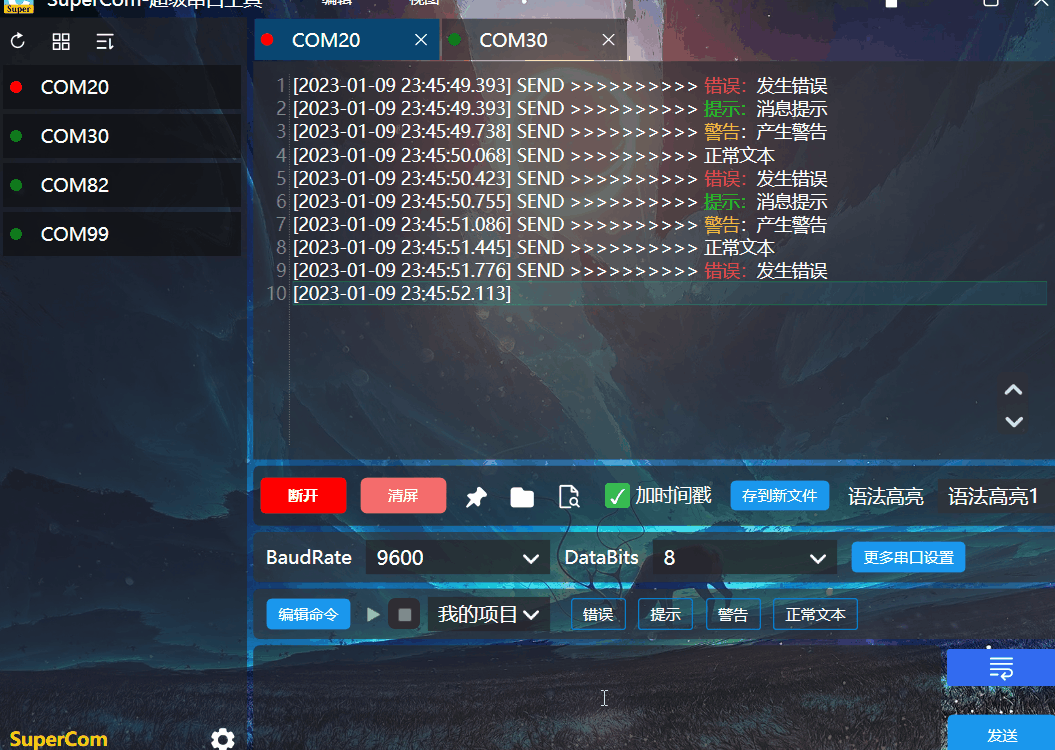 Super SuperCom-超级串口工具 编辑 视图
COM20 COM30
COM20
COM30
COM82
COM99
1 [2023-01-09 23:45:49.393] SEND >>>>>>>>>> 错误：发生错误
2 [2023-01-09 23:45:49.393] SEND >>>>>>>>>> 提示：消息提示
3 [2023-01-09 23:45:49.738] SEND >>>>>>>>>> 警告：产生警告
4 [2023-01-09 23:45:50.068] SEND >>>>>>>>>> 正常文本
5 [2023-01-09 23:45:50.423] SEND >>>>>>>>>> 错误：发生错误
6 [2023-01-09 23:45:50.755] SEND >>>>>>>>>> 提示：消息提示
7 [2023-01-09 23:45:51.086] SEND >>>>>>>>>> 警告：产生警告
8 [2023-01-09 23:45:51.445] SEND >>>>>>>>>> 正常文本
9 [2023-01-09 23:45:51.776] SEND >>>>>>>>>> 错误：发生错误
10 [2023-01-09 23:45:52.113]
断开 清屏 加时间戳 存到新文件 语法高亮 语法高亮1
BaudRate 9600 DataBits 8 更多串口设置
编辑命令 我的项目 错误 提示 警告 正常文本
发送
SuperCom